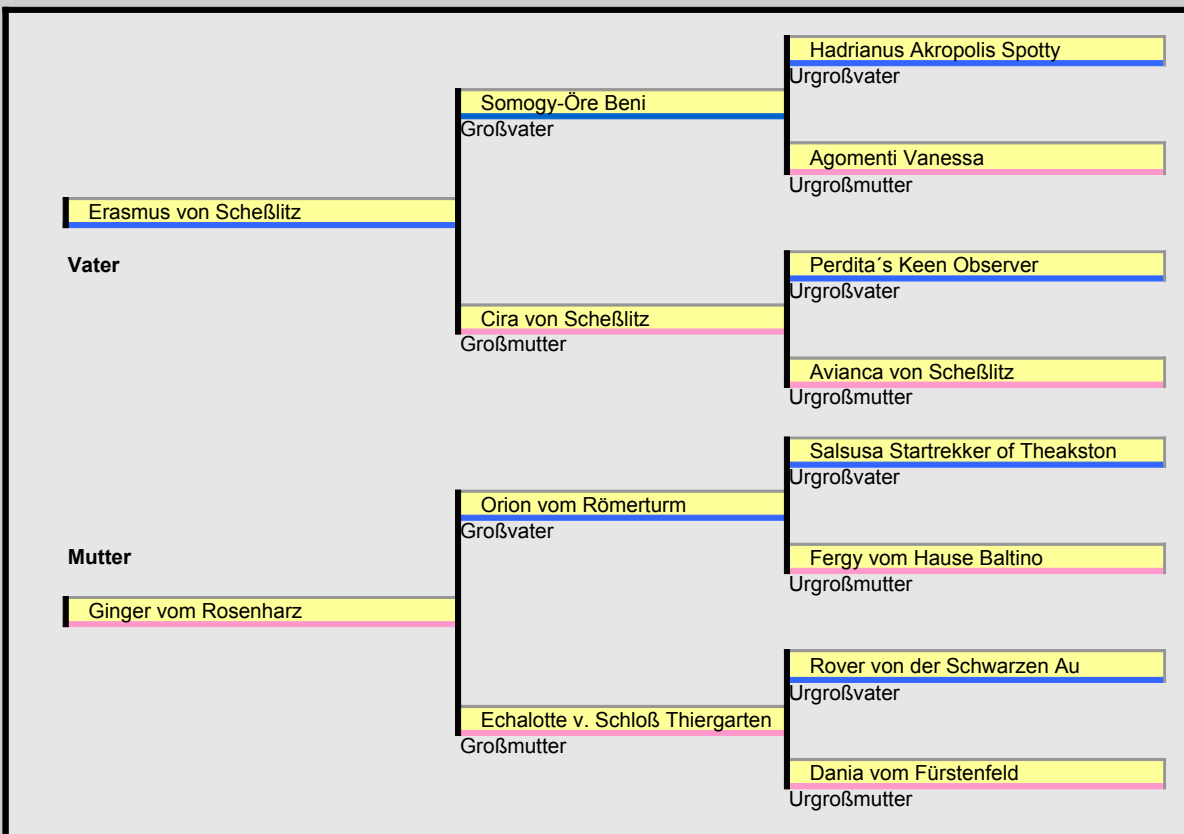 Hadrianus Akropolis Spotty
Urgroßvater
Somogy-Öre Beni
Großvater
Agomenti Vanessa
Urgroßmutter
Erasmus von Scheßlitz
Vater
Perdita´s Keen Observer
Urgroßvater
Cira von Scheßlitz
Großmutter
Avianca von Scheßlitz
Urgroßmutter
Salsusa Startrekker of Theakston
Urgroßvater
Orion vom Römerturm
Großvater
Mutter
Fergy vom Hause Baltino
Urgroßmutter
Ginger vom Rosenharz
Rover von der Schwarzen Au
Urgroßvater
Echalotte v. Schloß Thiergarten
Großmutter
Dania vom Fürstenfeld
Urgroßmutter